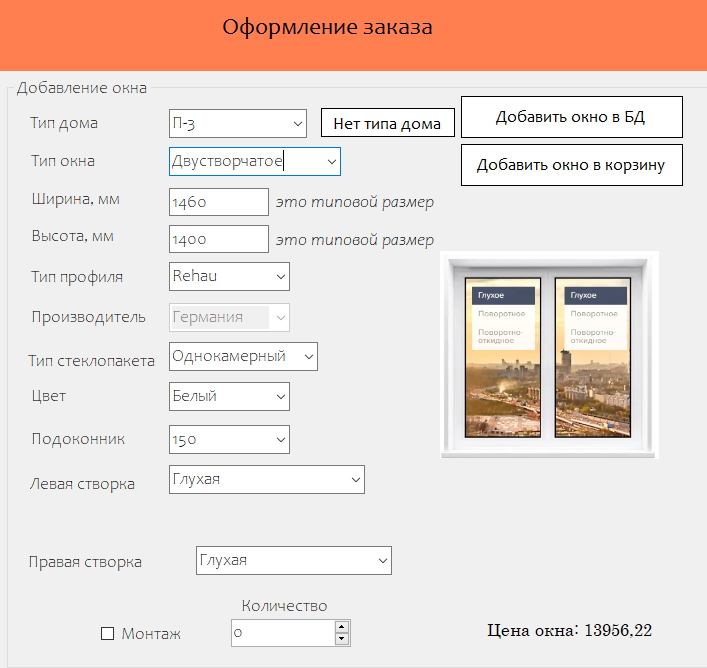 Оформление заказа
Добавление окна
Тип дома
П-3
Нет типа дома
Добавить окно в БД
Тип окна
Двустворчатое
Добавить окно в корзину
Ширина, мм
1460
это типовой размер
Высота, мм
1400
это типовой размер
Тип профиля
Rehau
Производитель
Германия
Тип стеклопакета
Однокамерный
Цвет
Белый
Подоконник
150
Левая створка
Глухая
Глухое
Поворотное
Поворотно-
откидное
Глухое
Поворотное
Поворотно-
откидное
Правая створка
Глухая
Количество
Монтаж
0
Цена окна: 13956,22